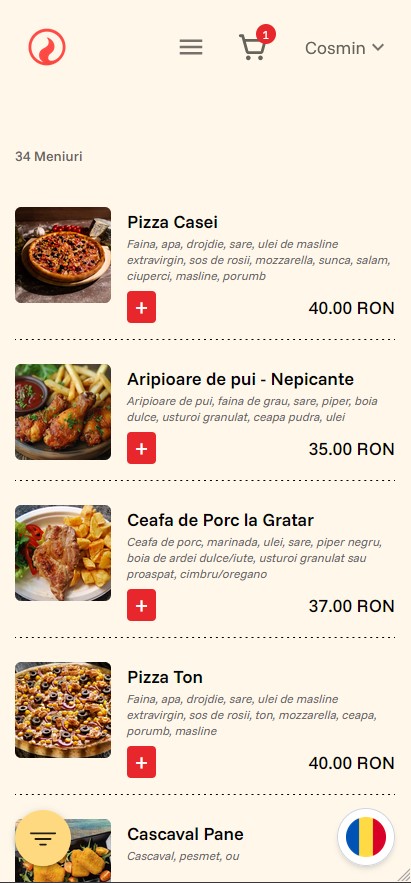 1
Cosmin
34 Meniuri
Pizza Casei
Faina, apa, drojdie, sare, ulei de masline
extravirgin, sos de rosii, mozzarella, sunca, salam,
ciuperci, masline, porumb
+
40.00 RON
Aripioare de pui - Nepicante
Aripioare de pui, faina de grau, sare, piper, boia
dulce, usturoi granulat, ceapa pudra, ulei
+
35.00 RON
Ceafa de Porc la Gratar
Ceafa de porc, marinada, ulei, sare, piper negru,
boia de ardei dulce/iute, usturoi granulat sau
proaspat, cimbru/oregano
+
37.00 RON
Pizza Ton
Faina, apa, drojdie, sare, ulei de masline
extravirgin, sos de rosii, ton, mozzarella, ceapa,
porumb, masline
+
40.00 RON
Cascaval Pane
Cascaval, pesmet, ou